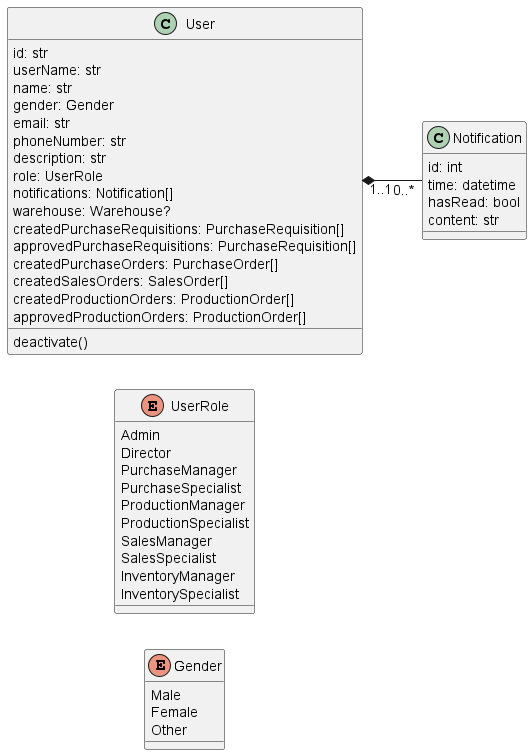 C User
id: str
userName: str
name: str
gender: Gender
email: str
phoneNumber: str
description: str
role: UserRole
notifications: Notification[]
warehouse: Warehouse?
createdPurchaseRequisitions: PurchaseRequisition[]
approvedPurchaseRequisitions: PurchaseRequisition[]
createdPurchaseOrders: PurchaseOrder[]
createdSalesOrders: SalesOrder[]
createdProductionOrders: ProductionOrder[]
approvedProductionOrders: ProductionOrder[]
deactivate()
1..1 0..*
C Notification
id: int
time: datetime
hasRead: bool
content: str
E UserRole
Admin
Director
PurchaseManager
PurchaseSpecialist
ProductionManager
ProductionSpecialist
SalesManager
SalesSpecialist
InventoryManager
InventorySpecialist
E Gender
Male
Female
Other